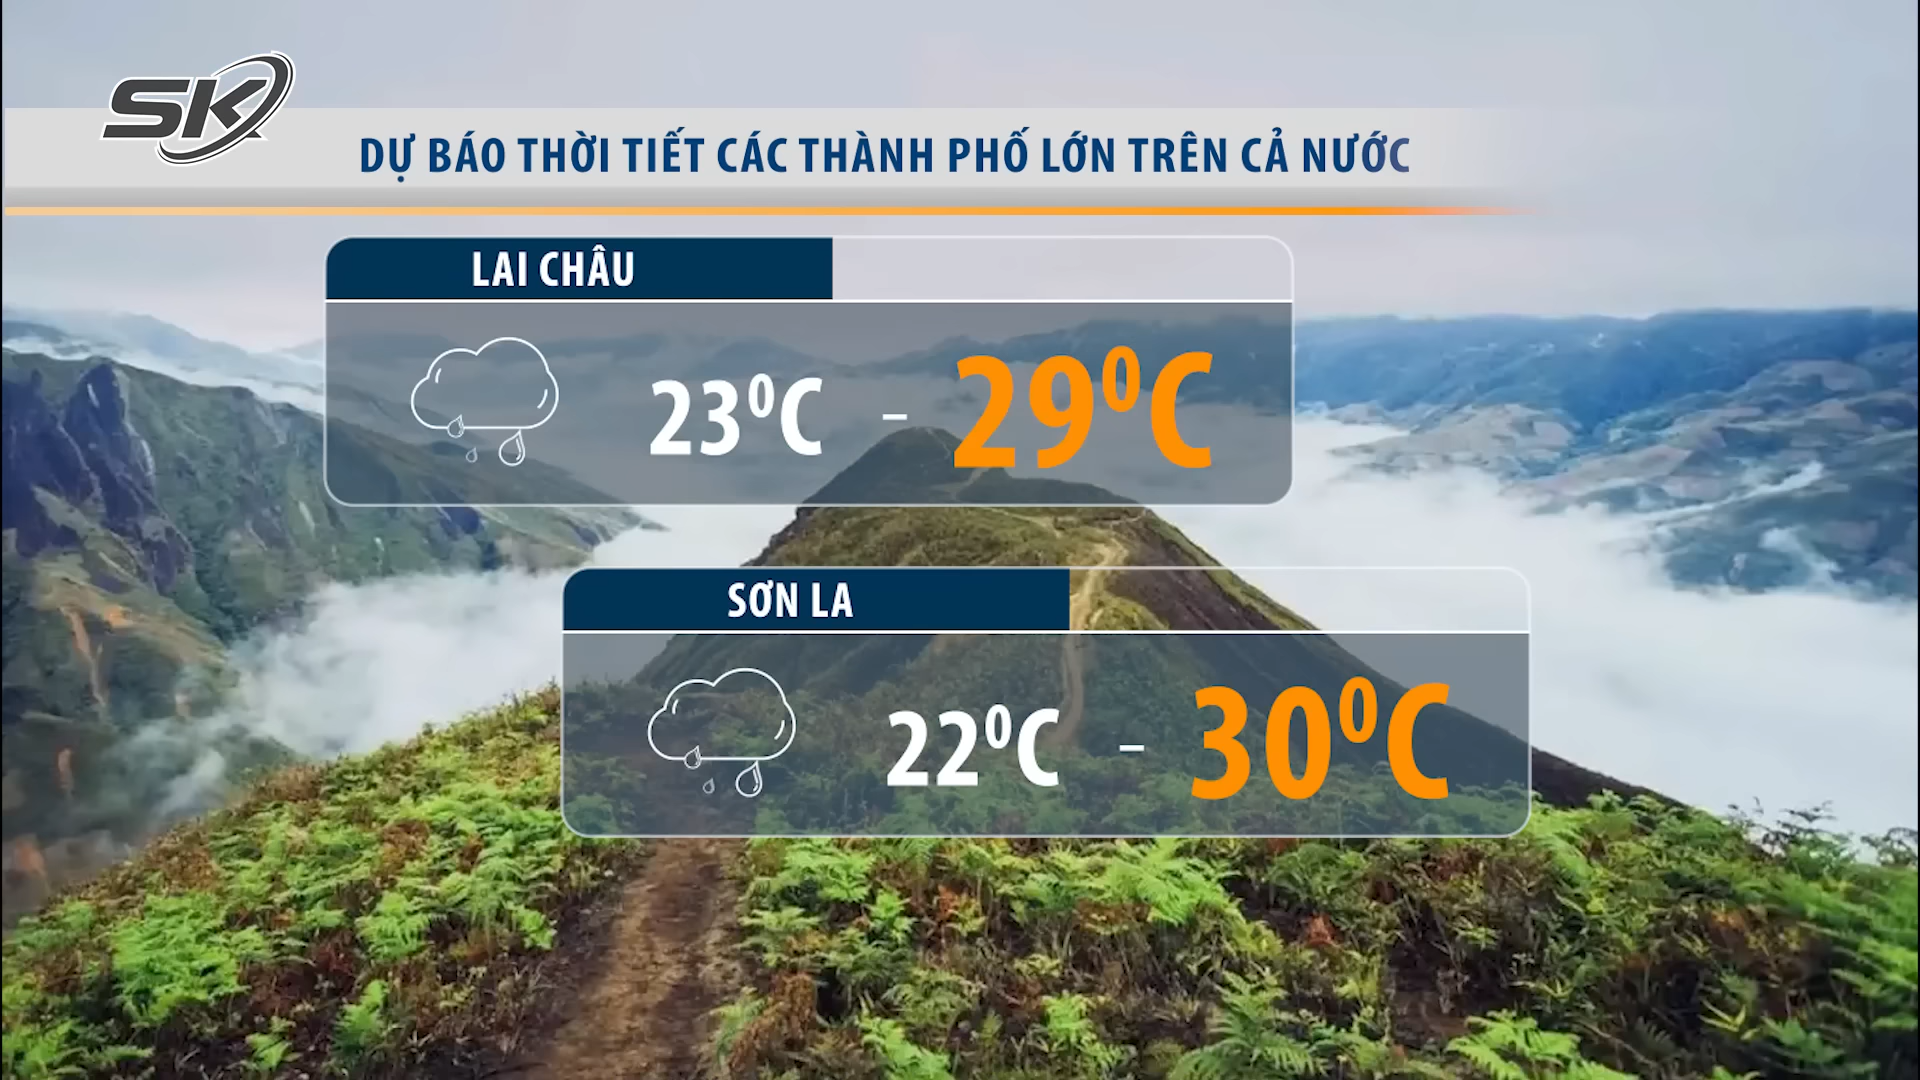 SK
DỰ BÁO THỜI TIẾT CÁC THÀNH PHỐ LỚN TRÊN CẢ NƯỚC
LAI CHÂU
23⁰C - 29⁰C
SƠN LA
22⁰C - 30⁰C